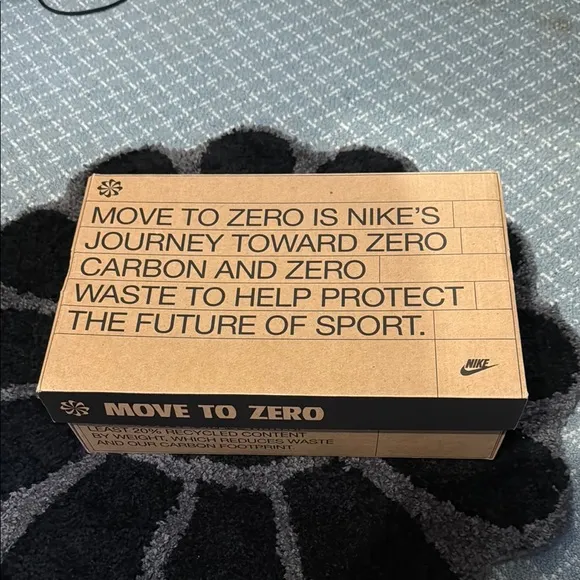 MOVE TO ZERO IS NIKE'S
JOURNEY TOWARD ZERO
CARBON AND ZERO
WASTE TO HELP PROTECT
THE FUTURE OF SPORT.
NIKE
MOVE TO ZERO
LEAST 20% RECYCLED CONTENT
BY WEIGHT, WHICH REDUCES WASTE
AND OUR CARBON FOOTPRINT